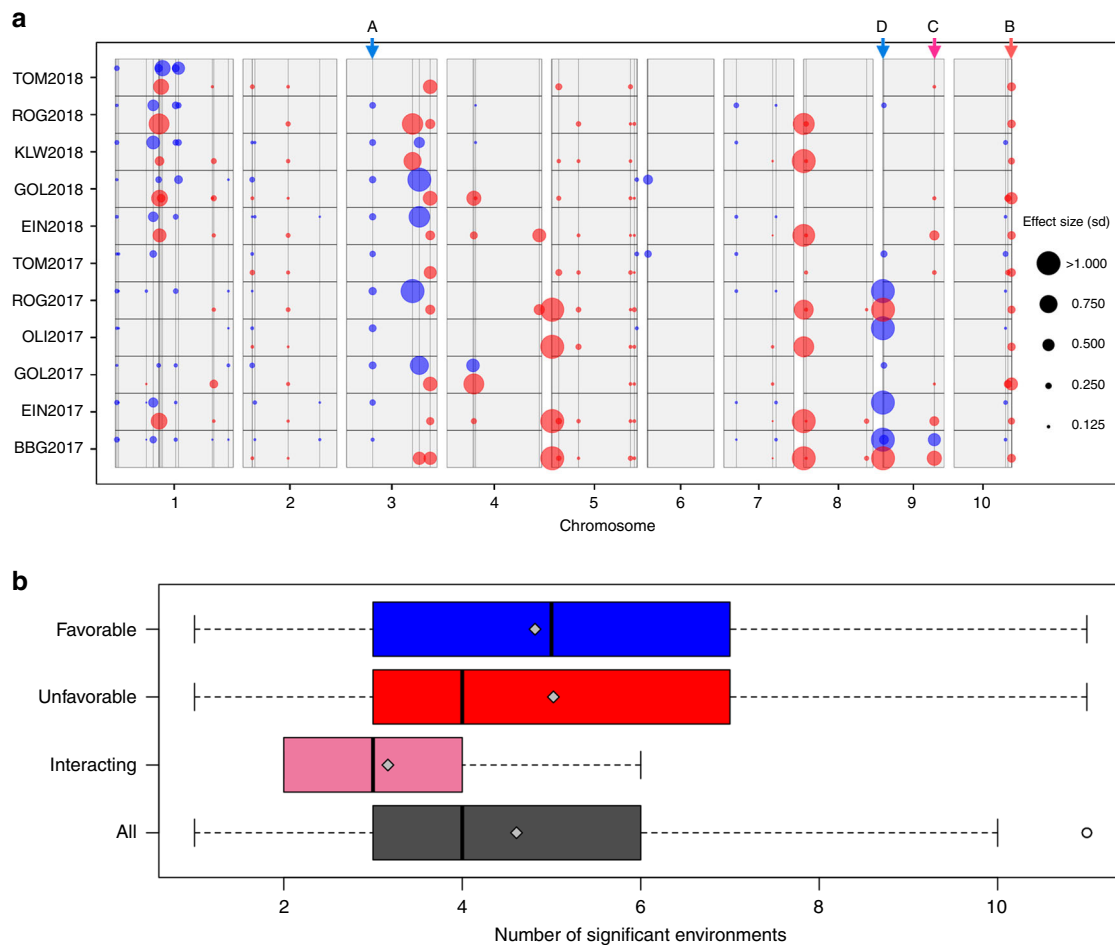 a
A
D
C
B
TOM2018
ROG2018
KLW2018
GOL2018
EIN2018
TOM2017
ROG2017
OLI2017
GOL2017
EIN2017
BBG2017
Effect size (sd)
>1.000
0.750
0.500
0.250
0.125
1 2 3 4 5 6 7 8 9 10
Chromosome
b
Favorable
Unfavorable
Interacting
All
2 4 6 8 10
Number of significant environments